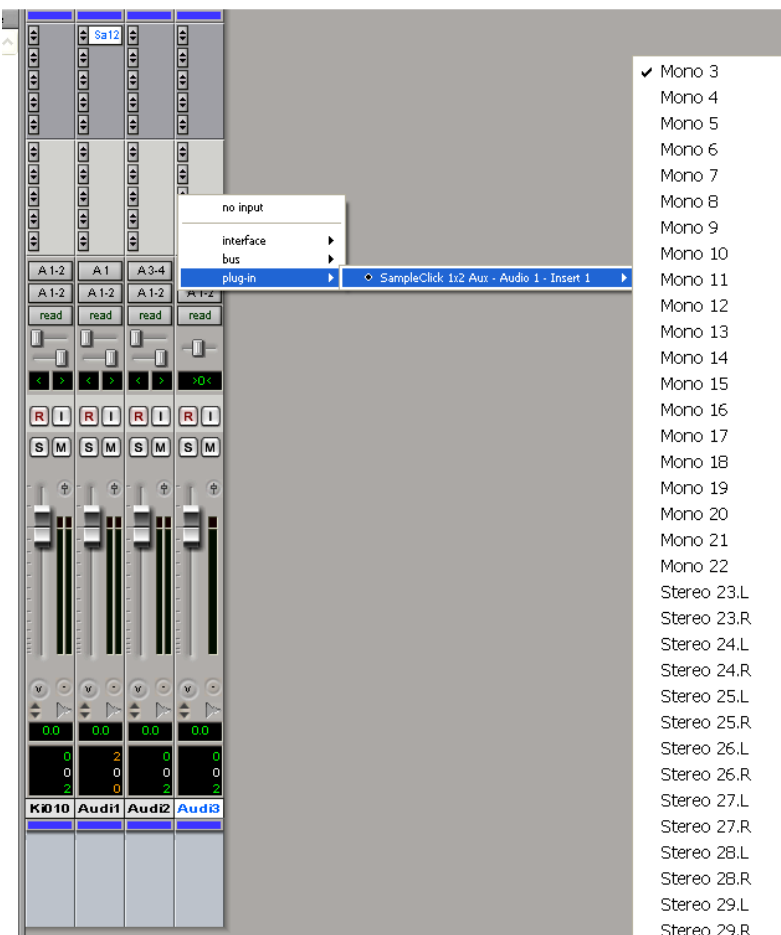 Sa12
no input
interface
bus
plug-in
SampleClick 1x2 Aux - Audio 1 - Insert 1
A 1-2 A 1 A 3-4
A 1-2 A 1-2 A 1-2 A 1-2
read read read read
< > < > < > >0<
R I R I R I R I
S M S M S M S M
v - v - v - v -
0.0 0.0 0.0 0.0
0 2 0 0
0 0 0 0
2 0 2 2
Ki010 Audi1 Audi2 Audi3
Mono 3
Mono 4
Mono 5
Mono 6
Mono 7
Mono 8
Mono 9
Mono 10
Mono 11
Mono 12
Mono 13
Mono 14
Mono 15
Mono 16
Mono 17
Mono 18
Mono 19
Mono 20
Mono 21
Mono 22
Stereo 23.L
Stereo 23.R
Stereo 24.L
Stereo 24.R
Stereo 25.L
Stereo 25.R
Stereo 26.L
Stereo 26.R
Stereo 27.L
Stereo 27.R
Stereo 28.L
Stereo 28.R
Stereo 29.L
Stereo 29.R